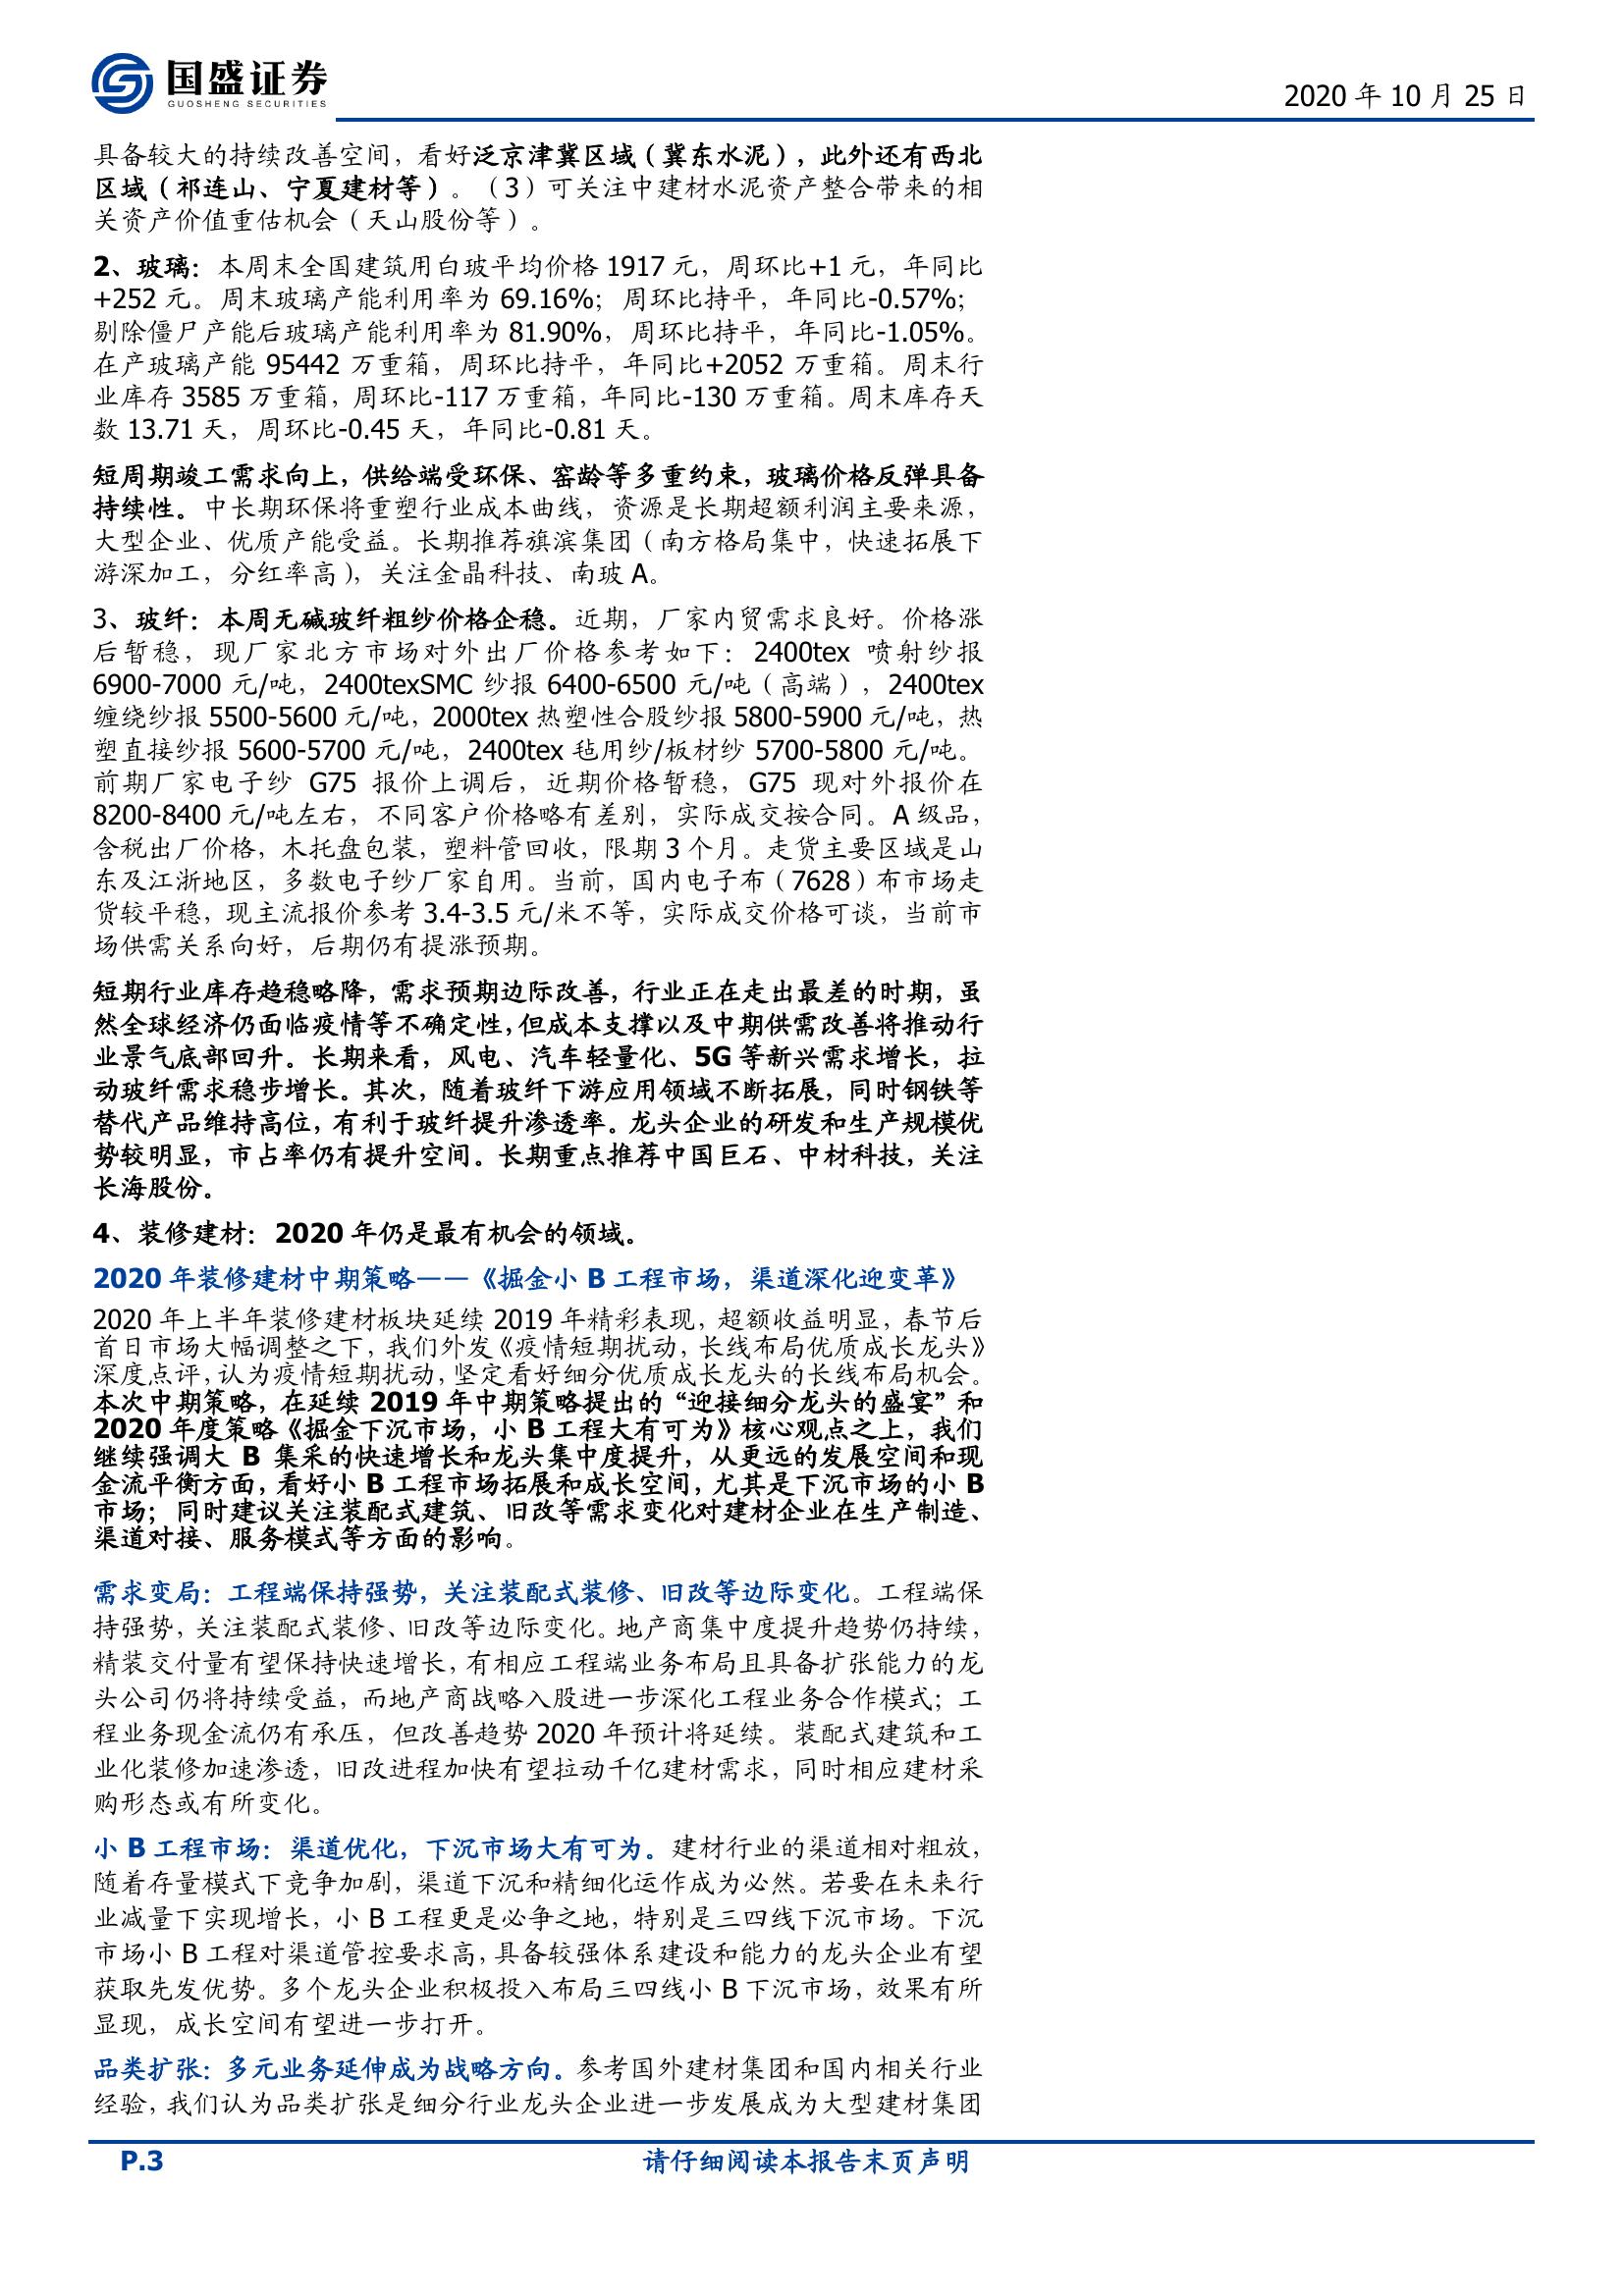 国盛证券
GUOSHENG SECURITIES
2020 年 10 月 25 日
具备较大的持续改善空间，看好泛京津冀区域（冀东水泥），此外还有西北
区域（祁连山、宁夏建材等）。（3）可关注中建材水泥资产整合带来的相
关资产价值重估机会（天山股份等）。
2、玻璃：本周末全国建筑用白玻平均价格 1917 元，周环比+1 元，年同比
+252 元。周末玻璃产能利用率为 69.16%；周环比持平，年同比-0.57%；
剔除僵尸产能后玻璃产能利用率为 81.90%，周环比持平，年同比-1.05%。
在产玻璃产能 95442 万重箱，周环比持平，年同比+2052 万重箱。周末行
业库存 3585 万重箱，周环比-117 万重箱，年同比-130 万重箱。周末库存天
数 13.71 天，周环比-0.45 天，年同比-0.81 天。
短周期竣工需求向上，供给端受环保、窑龄等多重约束，玻璃价格反弹具备
持续性。中长期环保将重塑行业成本曲线，资源是长期超额利润主要来源，
大型企业、优质产能受益。长期推荐旗滨集团（南方格局集中，快速拓展下
游深加工，分红率高），关注金晶科技、南玻 A。
3、玻纤：本周无碱玻纤粗纱价格企稳。近期，厂家内贸需求良好。价格涨
后暂稳，现厂家北方市场对外出厂价格参考如下：2400tex 喷射纱报
6900-7000 元/吨，2400texSMC 纱报 6400-6500 元/吨（高端），2400tex
缠绕纱报 5500-5600 元/吨，2000tex 热塑性合股纱报 5800-5900 元/吨，热
塑直接纱报 5600-5700 元/吨，2400tex 毡用纱/板材纱 5700-5800 元/吨。
前期厂家电子纱 G75 报价上调后，近期价格暂稳，G75 现对外报价在
8200-8400 元/吨左右，不同客户价格略有差别，实际成交按合同。A 级品，
含税出厂价格，木托盘包装，塑料管回收，限期 3 个月。走货主要区域是山
东及江浙地区，多数电子纱厂家自用。当前，国内电子布（7628）布市场走
货较平稳，现主流报价参考 3.4-3.5 元/米不等，实际成交价格可谈，当前市
场供需关系向好，后期仍有提涨预期。
短期行业库存趋稳略降，需求预期边际改善，行业正在走出最差的时期，虽
然全球经济仍面临疫情等不确定性，但成本支撑以及中期供需改善将推动行
业景气底部回升。长期来看，风电、汽车轻量化、5G 等新兴需求增长，拉
动玻纤需求稳步增长。其次，随着玻纤下游应用领域不断拓展，同时钢铁等
替代产品维持高位，有利于玻纤提升渗透率。龙头企业的研发和生产规模优
势较明显，市占率仍有提升空间。长期重点推荐中国巨石、中材科技，关注
长海股份。
4、装修建材：2020 年仍是最有机会的领域。
2020 年装修建材中期策略——《掘金小 B 工程市场，渠道深化迎变革》
2020 年上半年装修建材板块延续 2019 年精彩表现，超额收益明显，春节后
首日市场大幅调整之下，我们外发《疫情短期扰动，长线布局优质成长龙头》
深度点评，认为疫情短期扰动，坚定看好细分优质成长龙头的长线布局机会。
本次中期策略，在延续 2019 年中期策略提出的“迎接细分龙头的盛宴”和
2020 年度策略《掘金下沉市场，小 B 工程大有可为》核心观点之上，我们
继续强调大 B 集采的快速增长和龙头集中度提升，从更远的发展空间和现
金流平衡方面，看好小 B 工程市场拓展和成长空间，尤其是下沉市场的小 B
市场；同时建议关注装配式建筑、旧改等需求变化对建材企业在生产制造、
渠道对接、服务模式等方面的影响。
需求变局：工程端保持强势，关注装配式装修、旧改等边际变化。工程端保
持强势，关注装配式装修、旧改等边际变化。地产商集中度提升趋势仍持续，
精装交付量有望保持快速增长，有相应工程端业务布局且具备扩张能力的龙
头公司仍将持续受益，而地产商战略入股进一步深化工程业务合作模式；工
程业务现金流仍有承压，但改善趋势 2020 年预计将延续。装配式建筑和工
业化装修加速渗透，旧改进程加快有望拉动千亿建材需求，同时相应建材采
购形态或有所变化。
小 B 工程市场：渠道优化，下沉市场大有可为。建材行业的渠道相对粗放，
随着存量模式下竞争加剧，渠道下沉和精细化运作成为必然。若要在未来行
业减量下实现增长，小 B 工程更是必争之地，特别是三四线下沉市场。下沉
市场小 B 工程对渠道管控要求高，具备较强体系建设和能力的龙头企业有望
获取先发优势。多个龙头企业积极投入布局三四线小 B 下沉市场，效果有所
显现，成长空间有望进一步打开。
品类扩张：多元业务延伸成为战略方向。参考国外建材集团和国内相关行业
经验，我们认为品类扩张是细分行业龙头企业进一步发展成为大型建材集团
P.3
请仔细阅读本报告末页声明